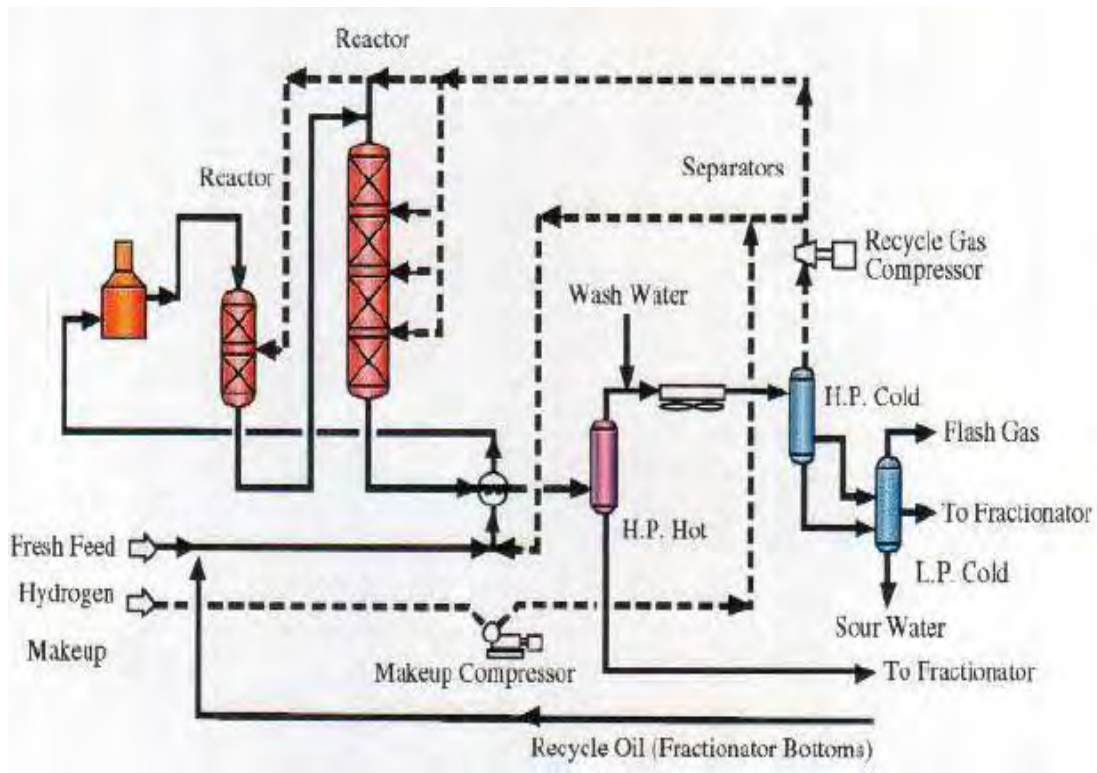 Reactor
Reactor
Separators
Recycle Gas
Compressor
Wash Water
H.P. Cold
Flash Gas
To Fractionator
H.P. Hot
L.P. Cold
Fresh Feed
Hydrogen
Makeup
Sour Water
Makeup Compressor
To Fractionator
Recycle Oil (Fractionator Bottoms)